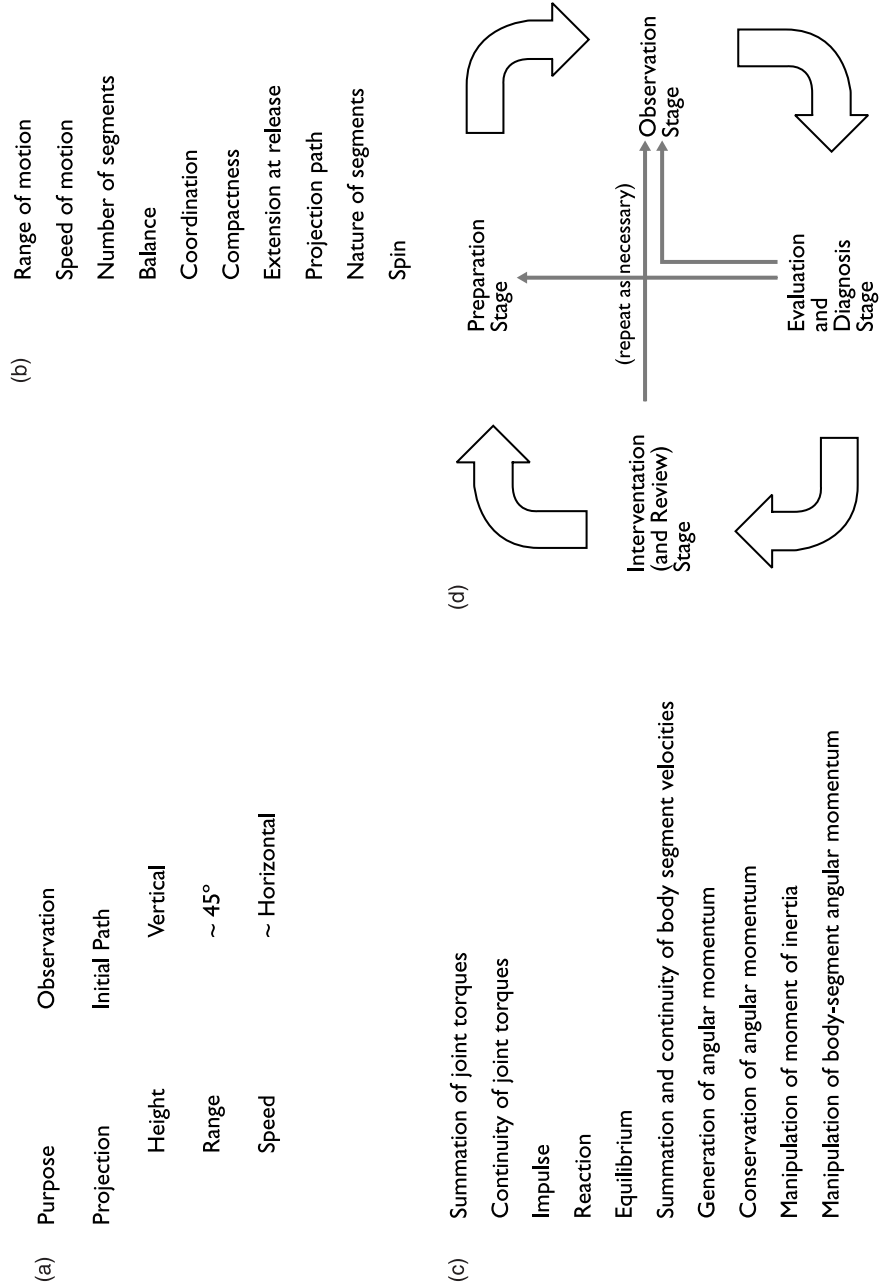 (a)
Purpose Observation
Projection Initial Path
Height Vertical
Range ~ 45°
Speed ~ Horizontal
(b)
Range of motion
Speed of motion
Number of segments
Balance
Coordination
Compactness
Extension at release
Projection path
Nature of segments
Spin
(c)
Summation of joint torques
Continuity of joint torques
Impulse
Reaction
Equilibrium
Summation and continuity of body segment velocities
Generation of angular momentum
Conservation of angular momentum
Manipulation of moment of inertia
Manipulation of body-segment angular momentum
(d)
Preparation
Stage
Observation
Stage
(repeat as necessary)
Evaluation
and
Diagnosis
Stage
Interventation
(and Review)
Stage